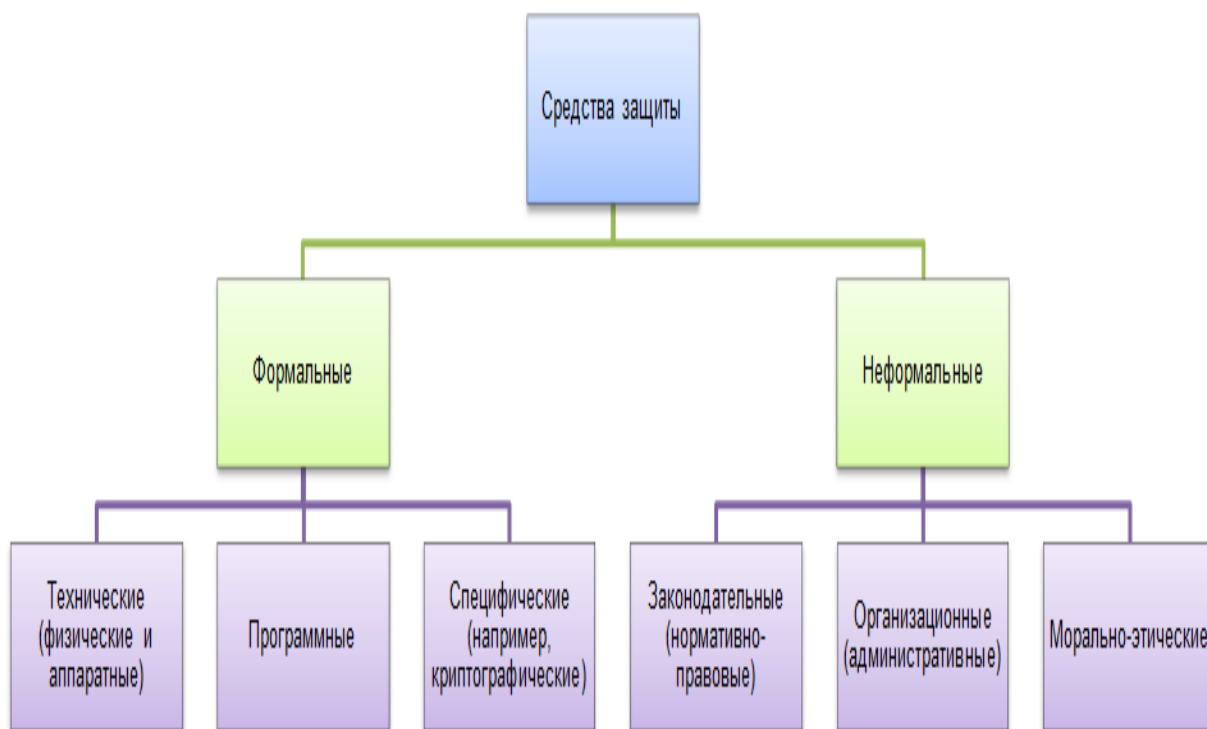 Средства защиты
Формальные
Неформальные
Технические
(физические и
аппаратные)
Программные
Специфические
(например,
криптографические)
Законодательные
(нормативно-
правовые)
Организационные
(административные)
Морально-этические